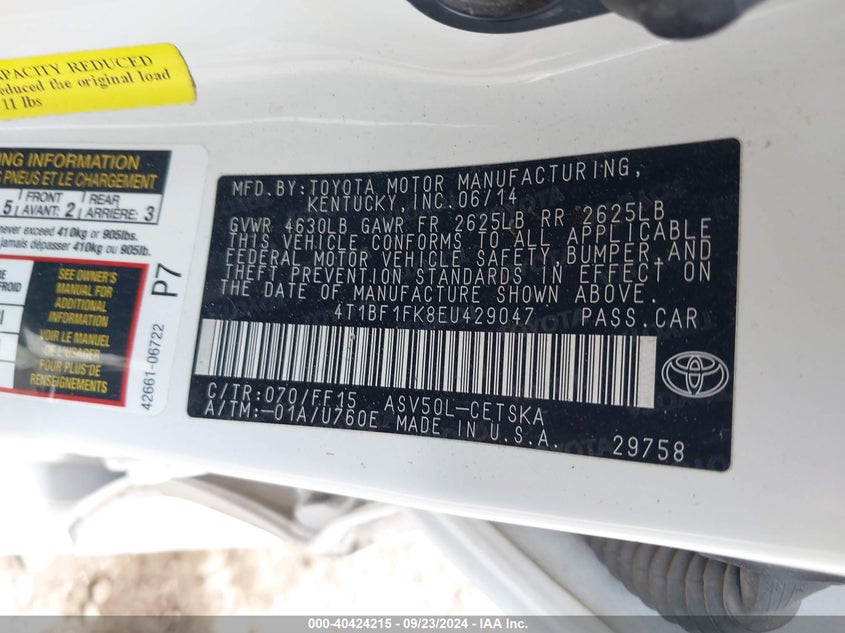 PACITY REDUCED
educed the original load
11 lbs
NG INFORMATION
PNEUS ET LE CHARGEMENT
5 FRONT AVANT: 2 REAR ARRIÈRE: 3
never exceed 410kg or 905lbs.
jamais dépasser 410kg ou 905lb.
SEE OWNER'S
MANUAL FOR
ADDITIONAL
INFORMATION
VOIR LE MANUEL
DE L'USAGER
POUR PLUS DE
RENSEIGNEMENTS
FROID
P7
42661-06722
MFD.BY:TOYOTA MOTOR MANUFACTURING,
KENTUCKY,INC.06/14
GVWR 4630LB GAWR FR 2625LB RR 2625LB
THIS VEHICLE CONFORMS TO ALL APPLICABLE
FEDERAL MOTOR VEHICLE SAFETY,BUMPER,AND
THEFT PREVENTION STANDARDS IN EFFECT ON
THE DATE OF MANUFACTURE SHOWN ABOVE.
4T1BF1FK8EU429047 PASS.CAR
C/TR:070/FF15 ASV50L-CETSKA
A/TM:-01A/U760E MADE IN U.S.A.
29758
000-40424215 - 09/23/2024 - IAA Inc.